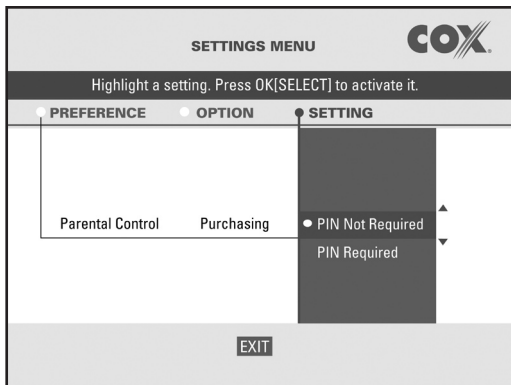 SETTINGS MENU
COX.
Highlight a setting. Press OK[SELECT] to activate it.
PREFERENCE OPTION SETTING
Parental Control Purchasing PIN Not Required
PIN Required
EXIT